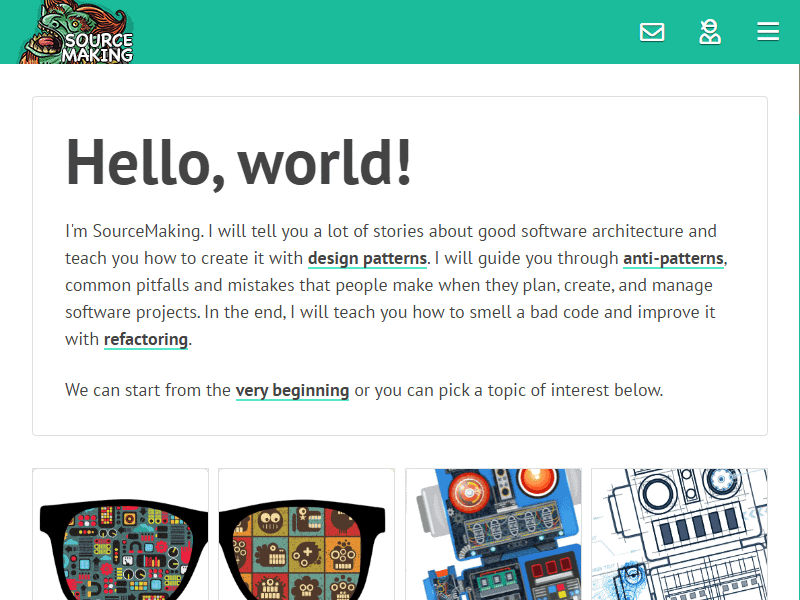 SOURCE
MAKING
Hello, world!
I'm SourceMaking. I will tell you a lot of stories about good software architecture and
teach you how to create it with design patterns. I will guide you through anti-patterns,
common pitfalls and mistakes that people make when they plan, create, and manage
software projects. In the end, I will teach you how to smell a bad code and improve it
with refactoring.
We can start from the very beginning or you can pick a topic of interest below.